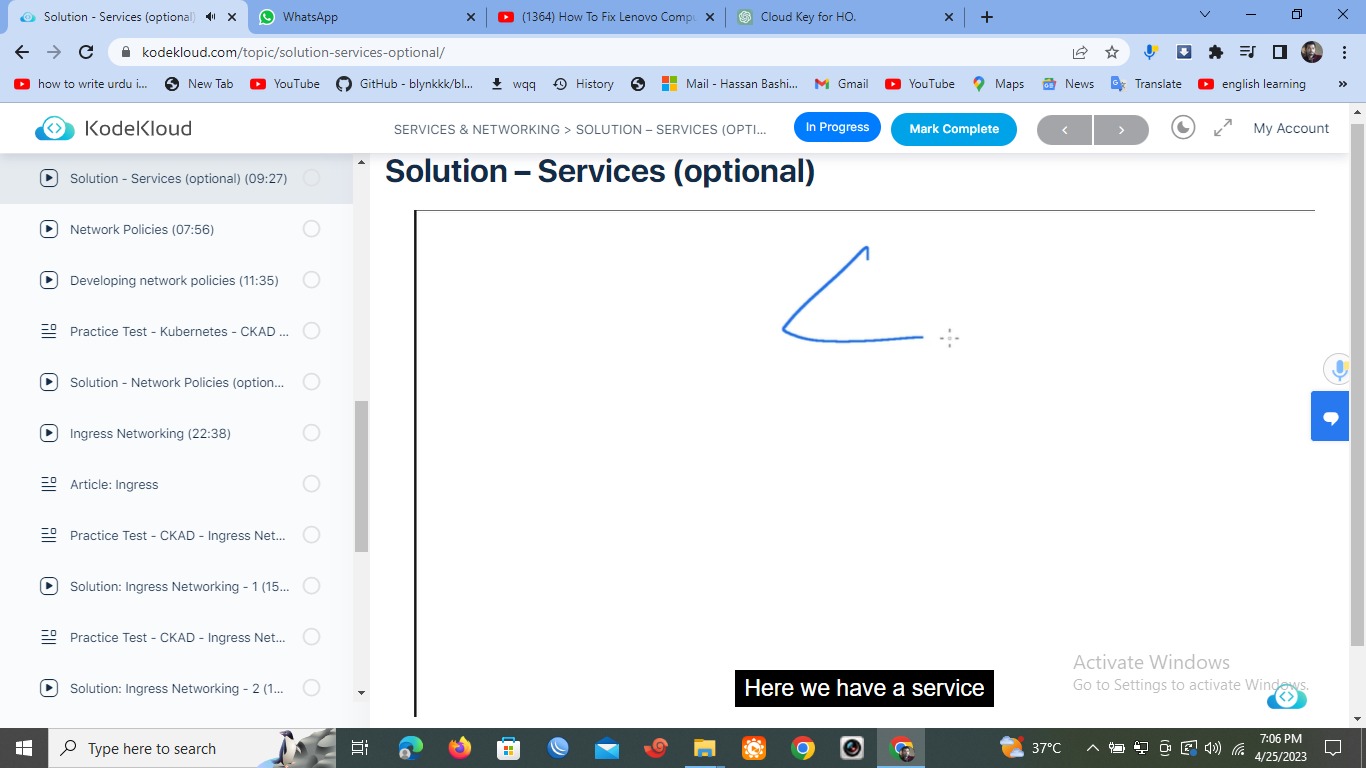 Solution - Services (optional)
WhatsApp
(1364) How To Fix Lenovo Compu
Cloud Key for HO.
kodekloud.com/topic/solution-services-optional/
how to write urdu i...
New Tab
YouTube
GitHub - blynkkk/bl...
wqq
History
Mail - Hassan Bashi...
Gmail
YouTube
Maps
News
Translate
english learning
»
KodeKloud
SERVICES & NETWORKING > SOLUTION – SERVICES (OPTI...
In Progress
Mark Complete
My Account
Solution - Services (optional) (09:27)
Network Policies (07:56)
Developing network policies (11:35)
Practice Test - Kubernetes - CKAD ...
Solution - Network Policies (option...
Ingress Networking (22:38)
Article: Ingress
Practice Test - CKAD - Ingress Net...
Solution: Ingress Networking - 1 (15...
Practice Test - CKAD - Ingress Net...
Solution: Ingress Networking - 2 (1...
Solution – Services (optional)
Here we have a service
Activate Windows
Go to Settings to activate Windows.
Type here to search
37°C
7:06 PM
4/25/2023